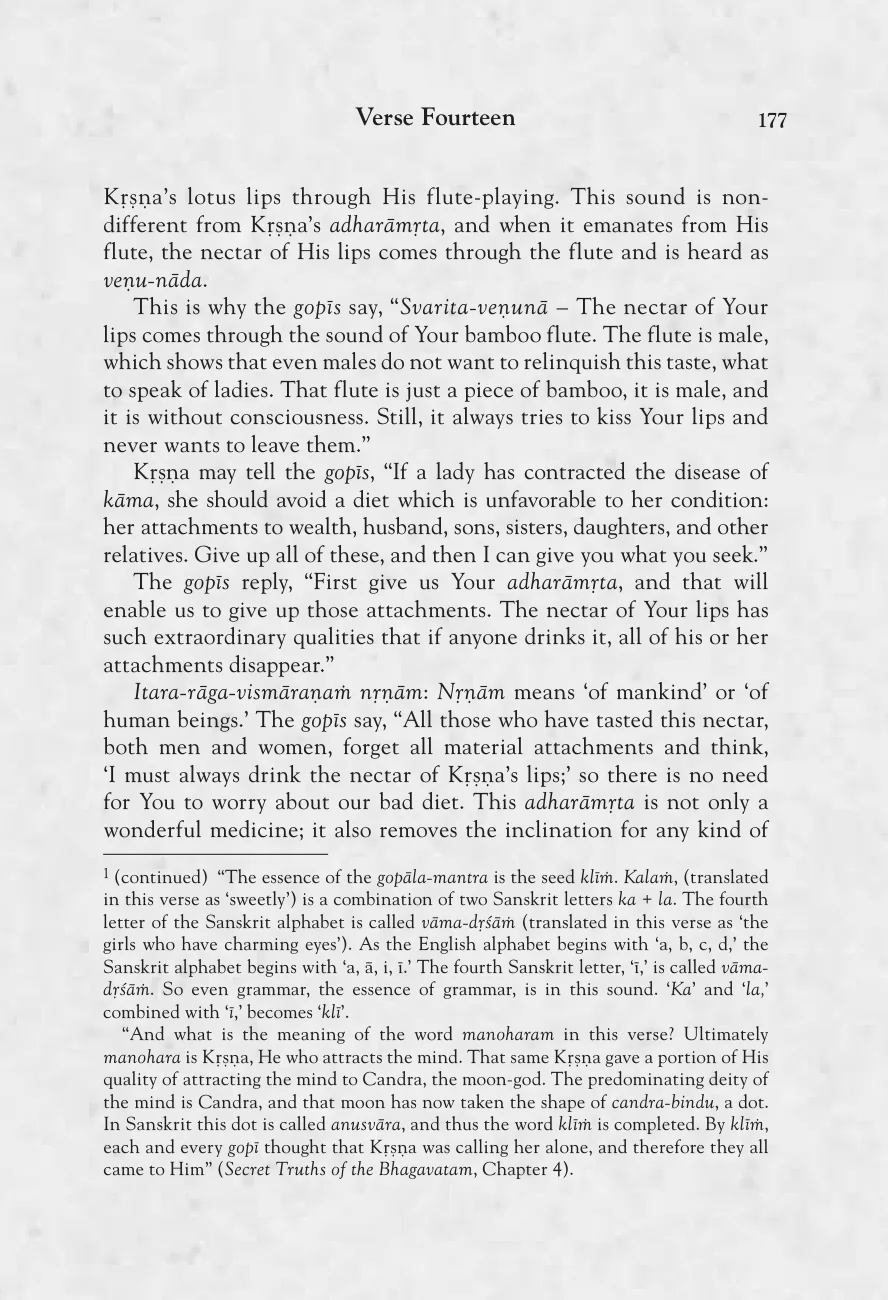 Verse Fourteen 177
Kṛṣṇa’s lotus lips through His flute-playing. This sound is non-
different from Kṛṣṇa’s adharāmṛta, and when it emanates from His
flute, the nectar of His lips comes through the flute and is heard as
veṇu-nāda.
This is why the gopīs say, “Svarita-veṇunā – The nectar of Your
lips comes through the sound of Your bamboo flute. The flute is male,
which shows that even males do not want to relinquish this taste, what
to speak of ladies. That flute is just a piece of bamboo, it is male, and
it is without consciousness. Still, it always tries to kiss Your lips and
never wants to leave them.”
Kṛṣṇa may tell the gopīs, “If a lady has contracted the disease of
kāma, she should avoid a diet which is unfavorable to her condition:
her attachments to wealth, husband, sons, sisters, daughters, and other
relatives. Give up all of these, and then I can give you what you seek.”
The gopīs reply, “First give us Your adharāmṛta, and that will
enable us to give up those attachments. The nectar of Your lips has
such extraordinary qualities that if anyone drinks it, all of his or her
attachments disappear.”
Itara-rāga-vismāraṇaṁ nṛṇām: Nṛṇām means ‘of mankind’ or ‘of
human beings.’ The gopīs say, “All those who have tasted this nectar,
both men and women, forget all material attachments and think,
‘I must always drink the nectar of Kṛṣṇa’s lips;’ so there is no need
for You to worry about our bad diet. This adharāmṛta is not only a
wonderful medicine; it also removes the inclination for any kind of
1 (continued) “The essence of the gopāla-mantra is the seed klīṁ. Kalaṁ, (translated
in this verse as ‘sweetly’) is a combination of two Sanskrit letters ka + la. The fourth
letter of the Sanskrit alphabet is called vāma-dṛśāṁ (translated in this verse as ‘the
girls who have charming eyes’). As the English alphabet begins with ‘a, b, c, d,’ the
Sanskrit alphabet begins with ‘a, ā, i, ī.’ The fourth Sanskrit letter, ‘ī,’ is called vāma-
dṛśāṁ. So even grammar, the essence of grammar, is in this sound. ‘Ka’ and ‘la,’
combined with ‘ī,’ becomes ‘klī’.
“And what is the meaning of the word manoharam in this verse? Ultimately
manohara is Kṛṣṇa, He who attracts the mind. That same Kṛṣṇa gave a portion of His
quality of attracting the mind to Candra, the moon-god. The predominating deity of
the mind is Candra, and that moon has now taken the shape of candra-bindu, a dot.
In Sanskrit this dot is called anusvāra, and thus the word klīṁ is completed. By klīṁ,
each and every gopī thought that Kṛṣṇa was calling her alone, and therefore they all
came to Him” (Secret Truths of the Bhagavatam, Chapter 4).